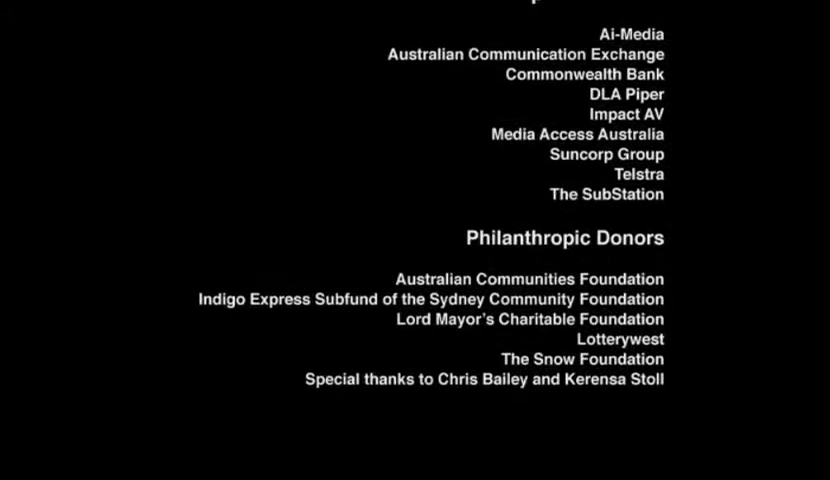 Ai-Media
Australian Communication Exchange
Commonwealth Bank
DLA Piper
Impact AV
Media Access Australia
Suncorp Group
Telstra
The SubStation
Philanthropic Donors
Australian Communities Foundation
Indigo Express Subfund of the Sydney Community Foundation
Lord Mayor's Charitable Foundation
Lotterywest
The Snow Foundation
Special thanks to Chris Bailey and Kerensa Stoll